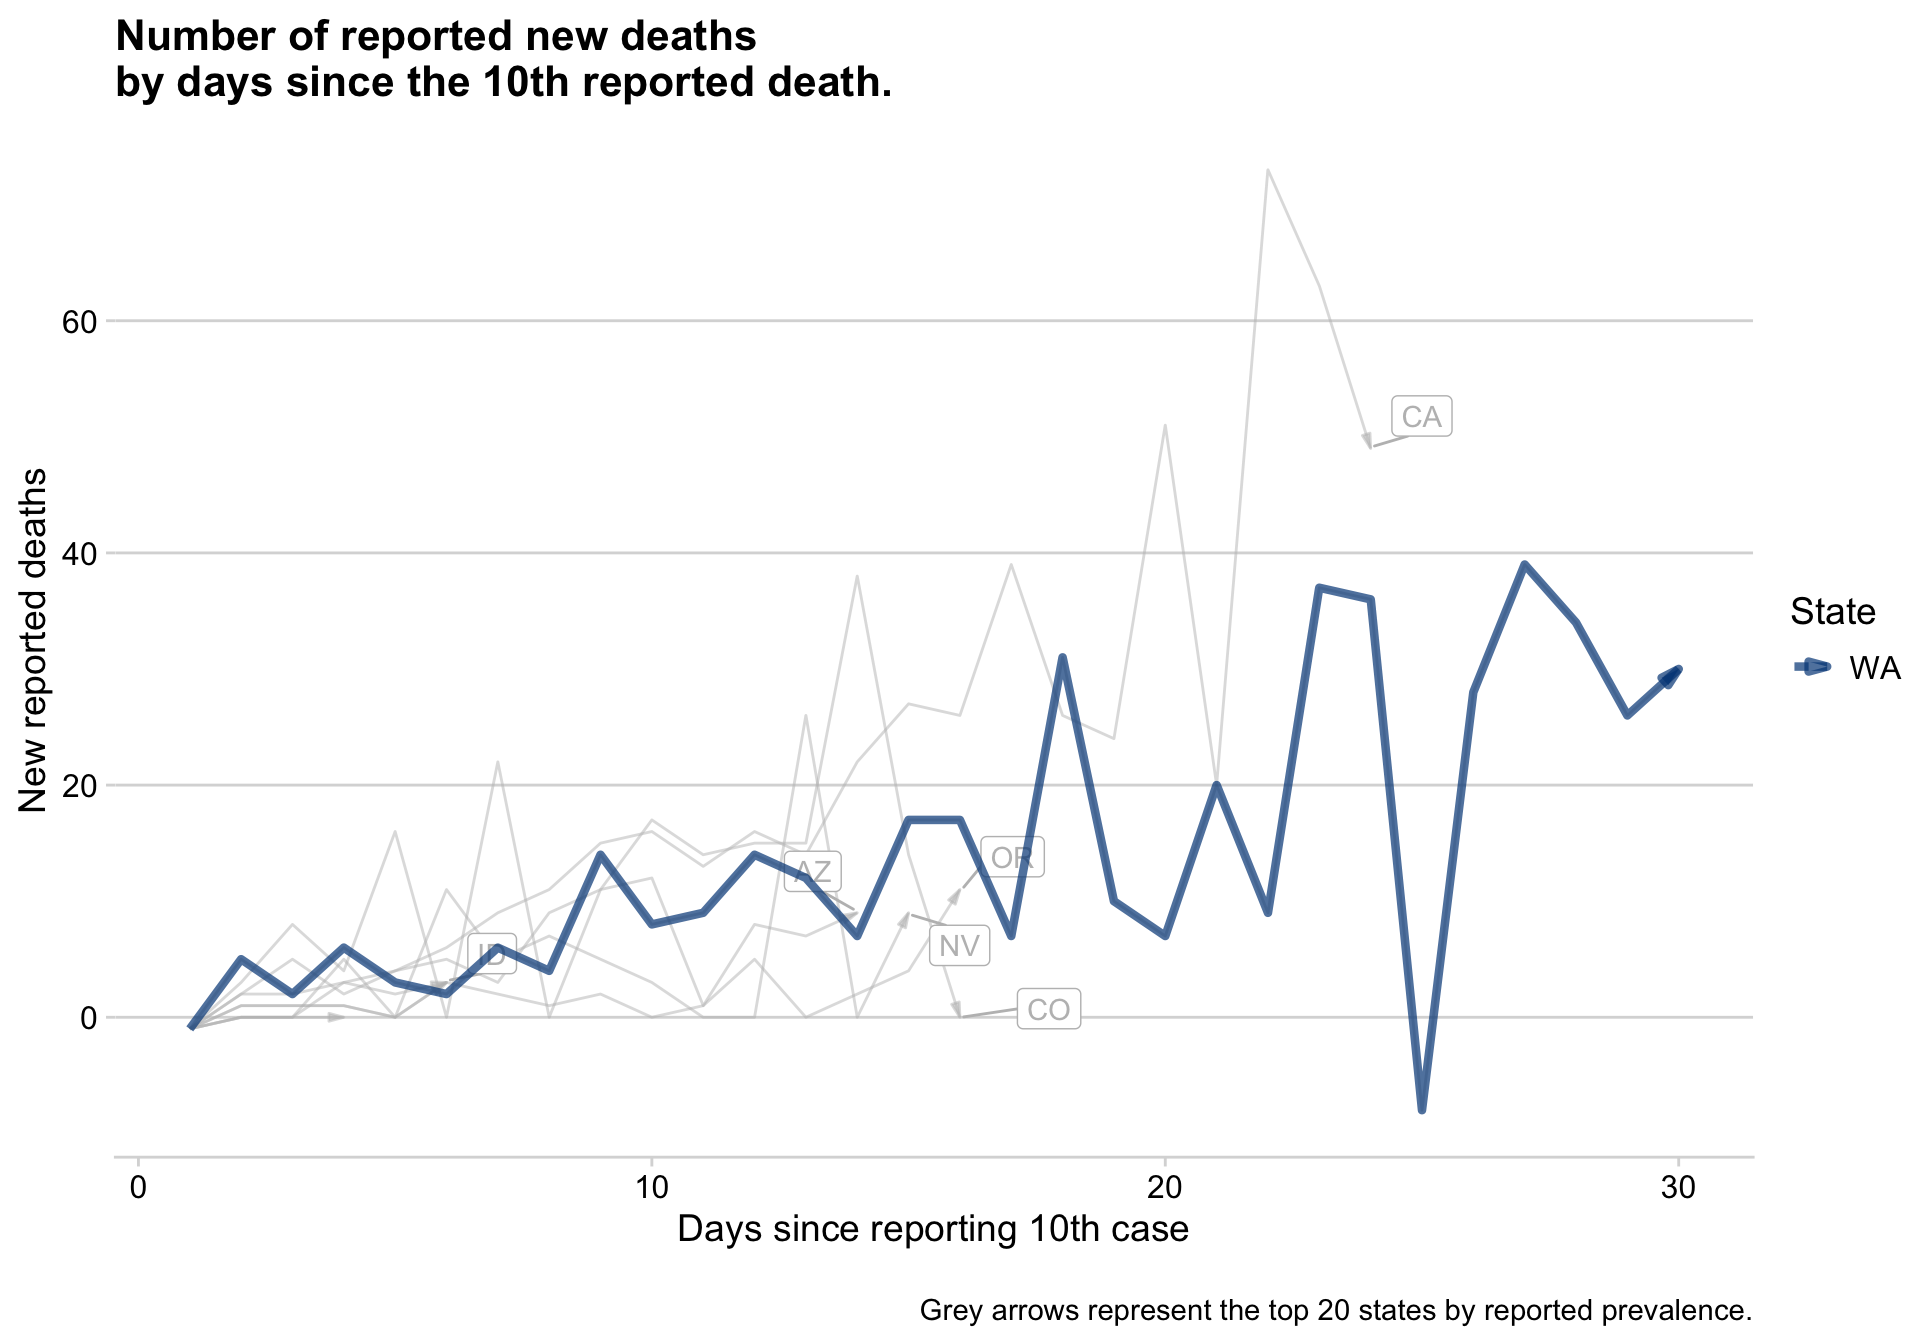 Number of reported new deaths
by days since the 10th reported death.
New reported deaths
60
40
20
0
CA
AZ
OR
ID
NV
CO
State
WA
0
10
20
30
Days since reporting 10th case
Grey arrows represent the top 20 states by reported prevalence.